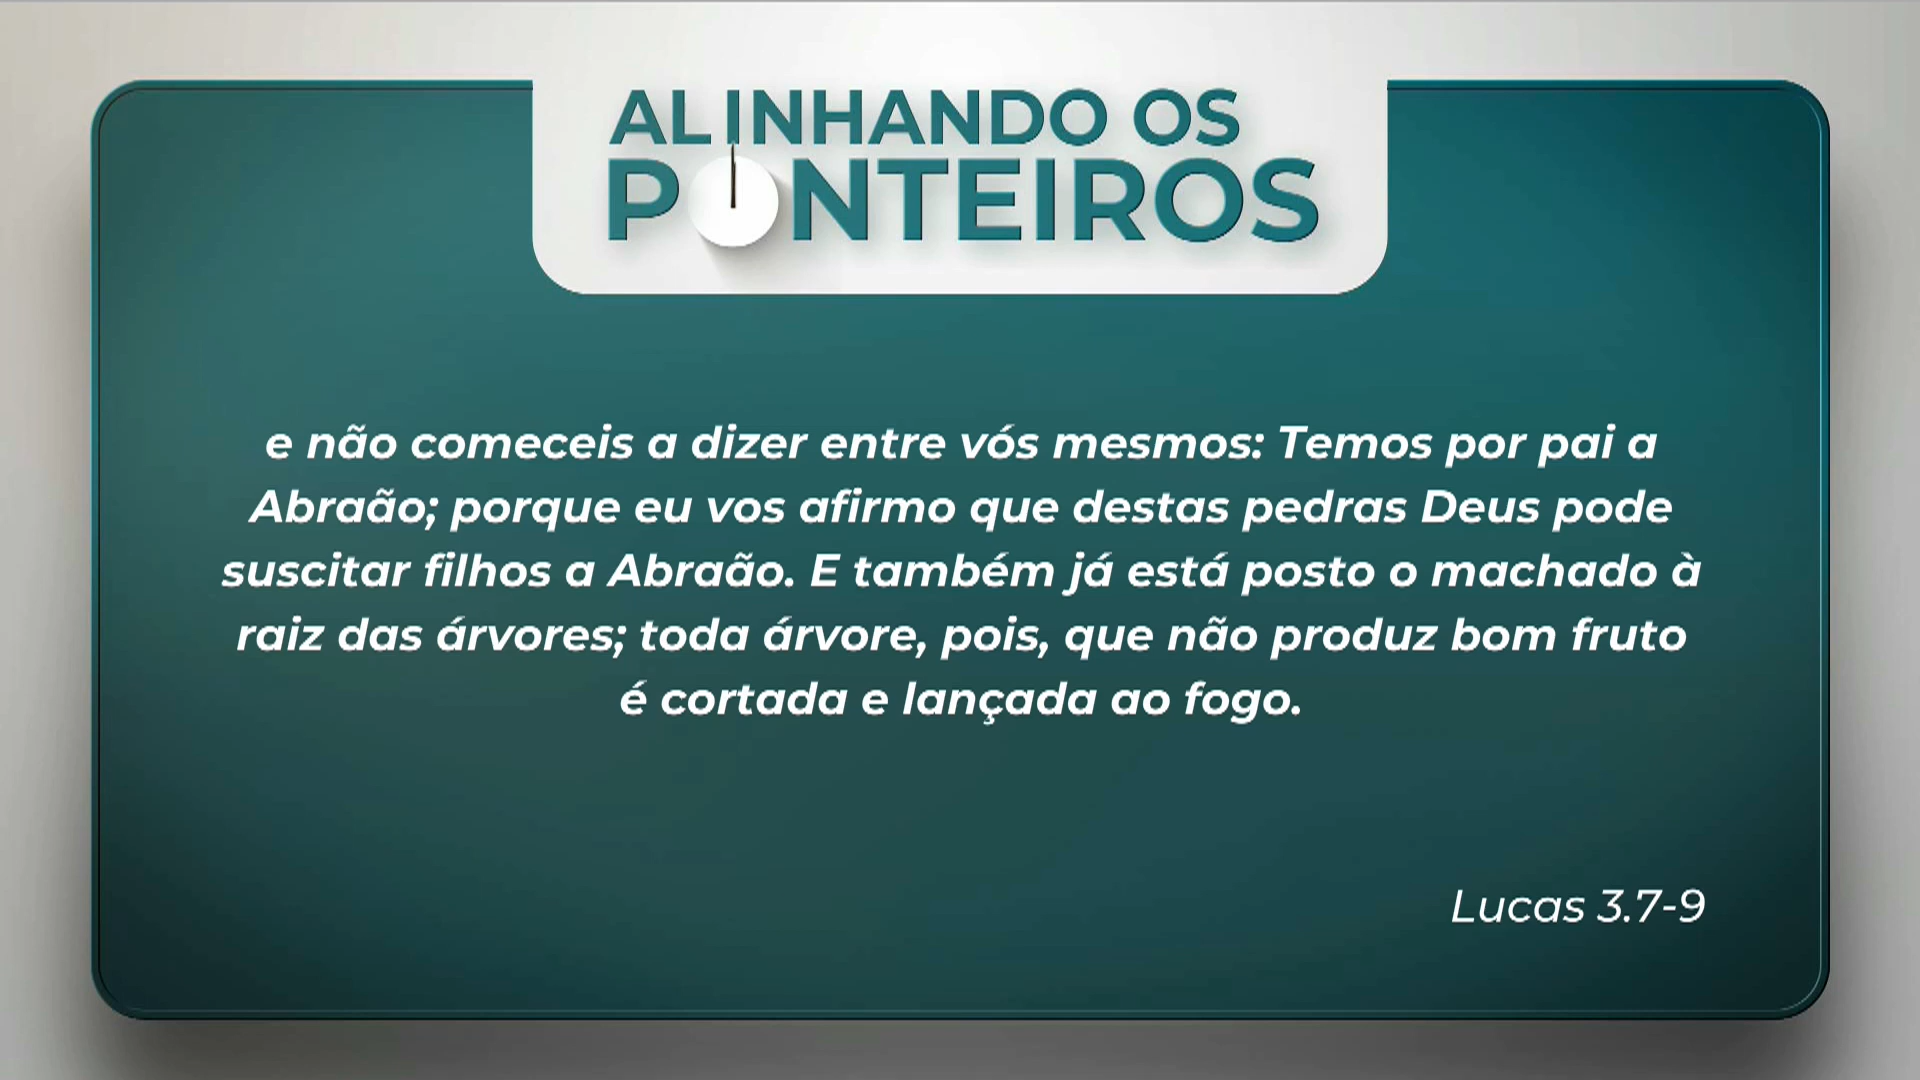 ALINHANDO OS
PONTEIROS
e não comeceis a dizer entre vós mesmos: Temos por pai a
Abraão; porque eu vos afirmo que destas pedras Deus pode
suscitar filhos a Abraão. E também já está posto o machado à
raiz das árvores; toda árvore, pois, que não produz bom fruto
é cortada e lançada ao fogo.
Lucas 3.7-9